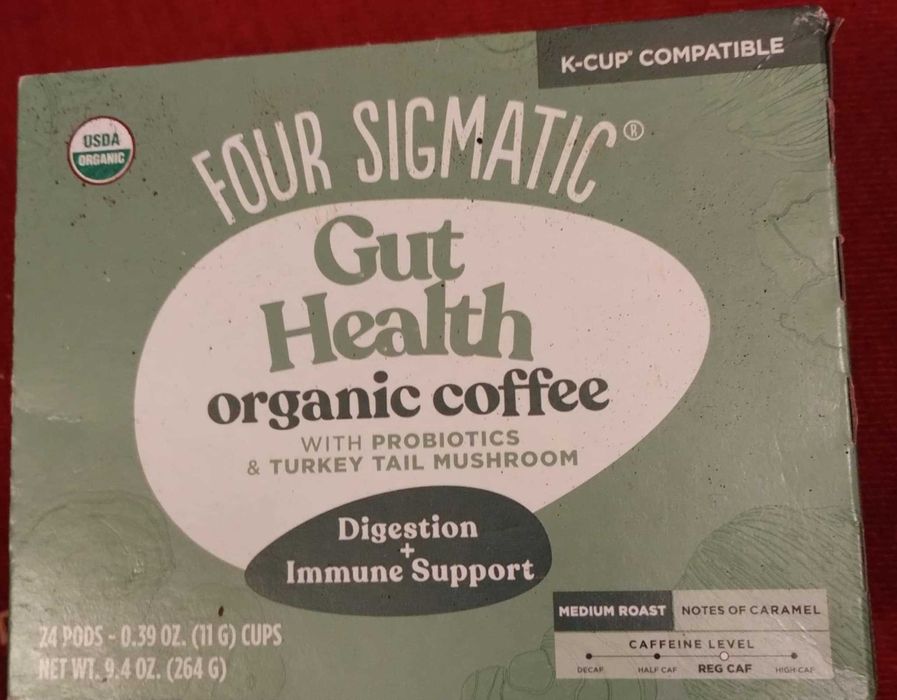 K-CUP® COMPATIBLE
USDA
ORGANIC
FOUR SIGMATIC®
Gut
Health
organic coffee
WITH PROBIOTICS
& TURKEY TAIL MUSHROOM
Digestion
+
Immune Support
24 PODS - 0.39 OZ. (11 G) CUPS
NET WT. 9.4 OZ. (264 G)
MEDIUM ROAST NOTES OF CARAMEL
CAFFEINE LEVEL
DECAF HALF CAF REG CAF HIGH CAF